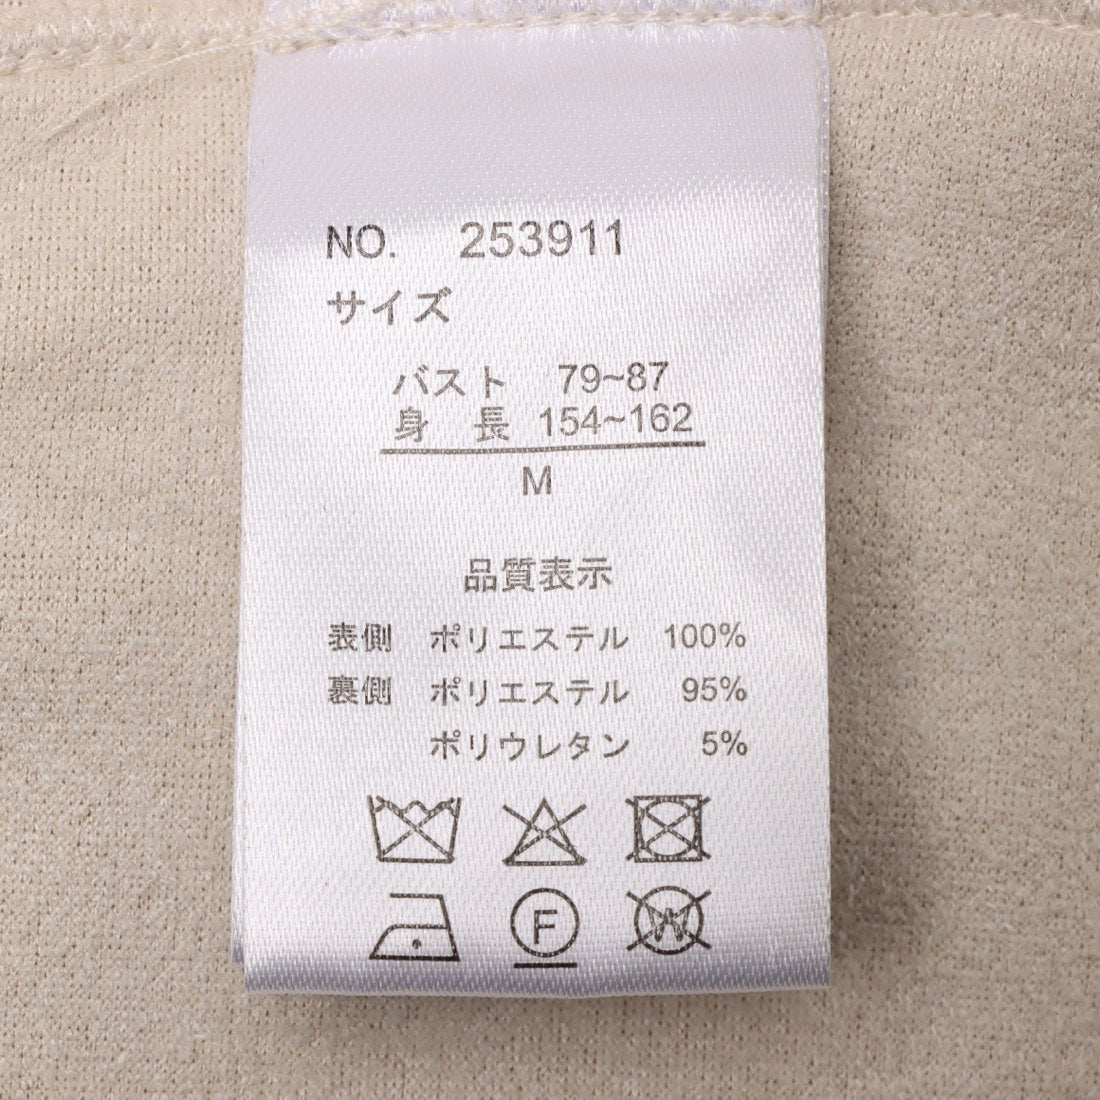 NO. 253911
サイズ
バスト 79~87
身 長 154~162
M
品質表示
表側 ポリエステル 100%
裏側 ポリエステル 95%
ポリウレタン 5%
F W